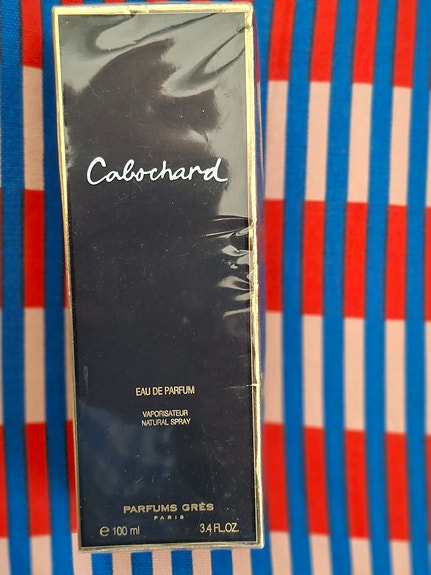 Cabochard
EAU DE PARFUM
VAPORISATEUR
NATURAL SPRAY
PARFUMS GRÈS
PARIS
℮ 100 ml 3.4 FL.OZ.